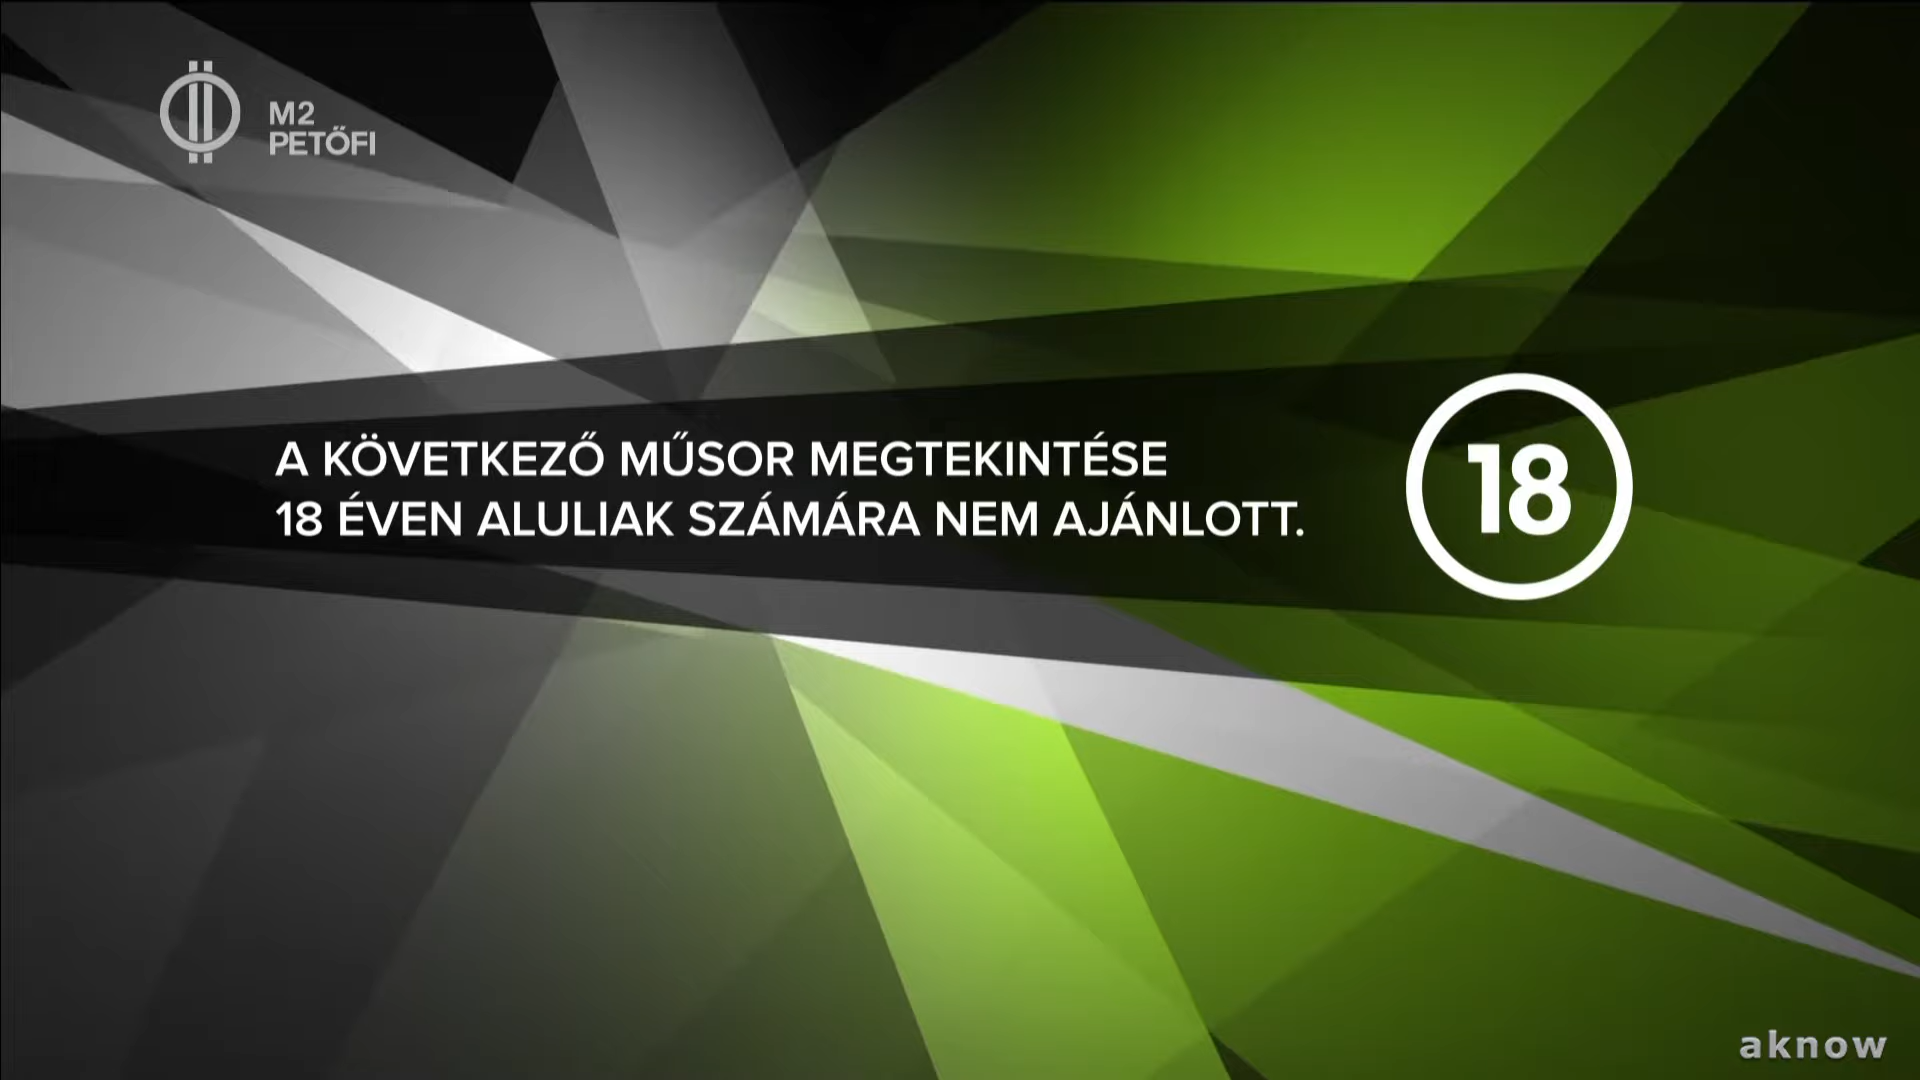 M2
PETŐFI
A KÖVETKEZŐ MŰSOR MEGTEKINTÉSE
18 ÉVEN ALULIAK SZÁMÁRA NEM AJÁNLOTT.
18
aknow